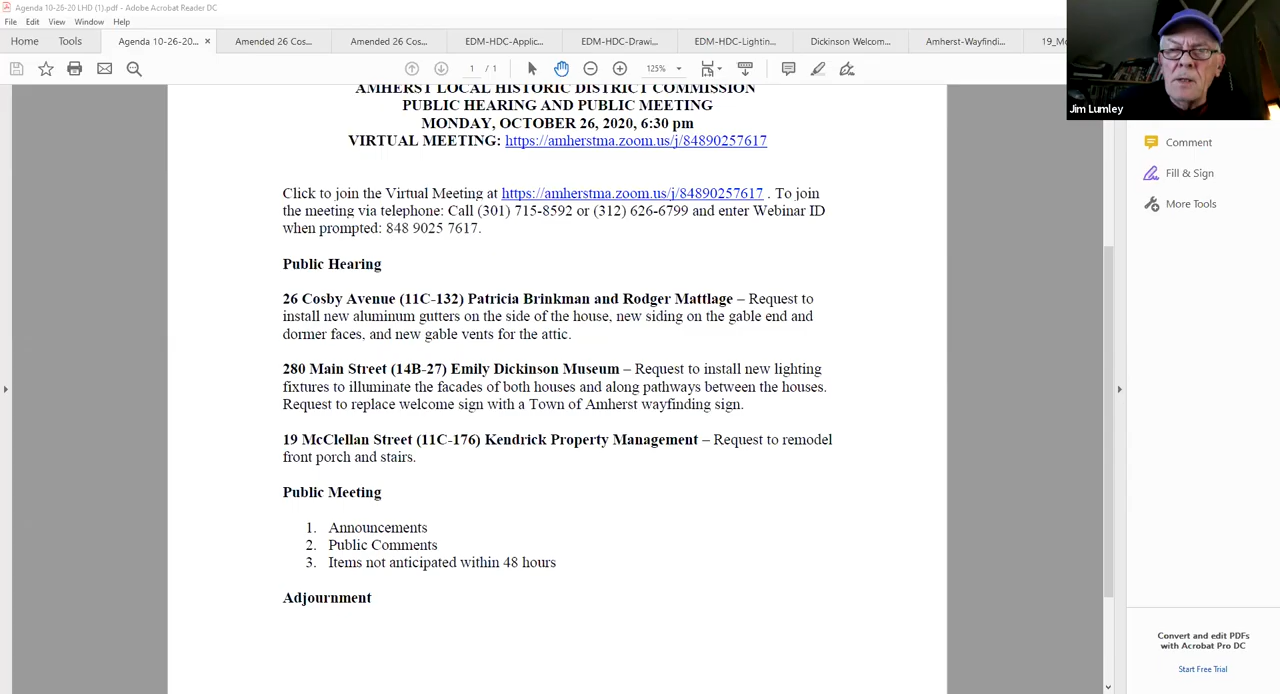 Agenda 10-26-20 LHD (1).pdf - Adobe Acrobat Reader DC
File Edit View Window Help
Home Tools Agenda 10-26-20... × Amended 26 Cos... Amended 26 Cos... EDM-HDC-Applic... EDM-HDC-Drawi... EDM-HDC-Lightin... Dickinson Welcom... Amherst-Wayfindi... 19_Mc
1 / 1 125%
Jim Lumley
AMHERST LOCAL HISTORIC DISTRICT COMMISSION
PUBLIC HEARING AND PUBLIC MEETING
MONDAY, OCTOBER 26, 2020, 6:30 pm
VIRTUAL MEETING: https://amherstma.zoom.us/j/84890257617
Click to join the Virtual Meeting at https://amherstma.zoom.us/j/84890257617 . To join
the meeting via telephone: Call (301) 715-8592 or (312) 626-6799 and enter Webinar ID
when prompted: 848 9025 7617.
Public Hearing
26 Cosby Avenue (11C-132) Patricia Brinkman and Rodger Mattlage – Request to
install new aluminum gutters on the side of the house, new siding on the gable end and
dormer faces, and new gable vents for the attic.
280 Main Street (14B-27) Emily Dickinson Museum – Request to install new lighting
fixtures to illuminate the facades of both houses and along pathways between the houses.
Request to replace welcome sign with a Town of Amherst wayfinding sign.
19 McClellan Street (11C-176) Kendrick Property Management – Request to remodel
front porch and stairs.
Public Meeting
1. Announcements
2. Public Comments
3. Items not anticipated within 48 hours
Adjournment
Comment
Fill & Sign
More Tools
Convert and edit PDFs
with Acrobat Pro DC
Start Free Trial